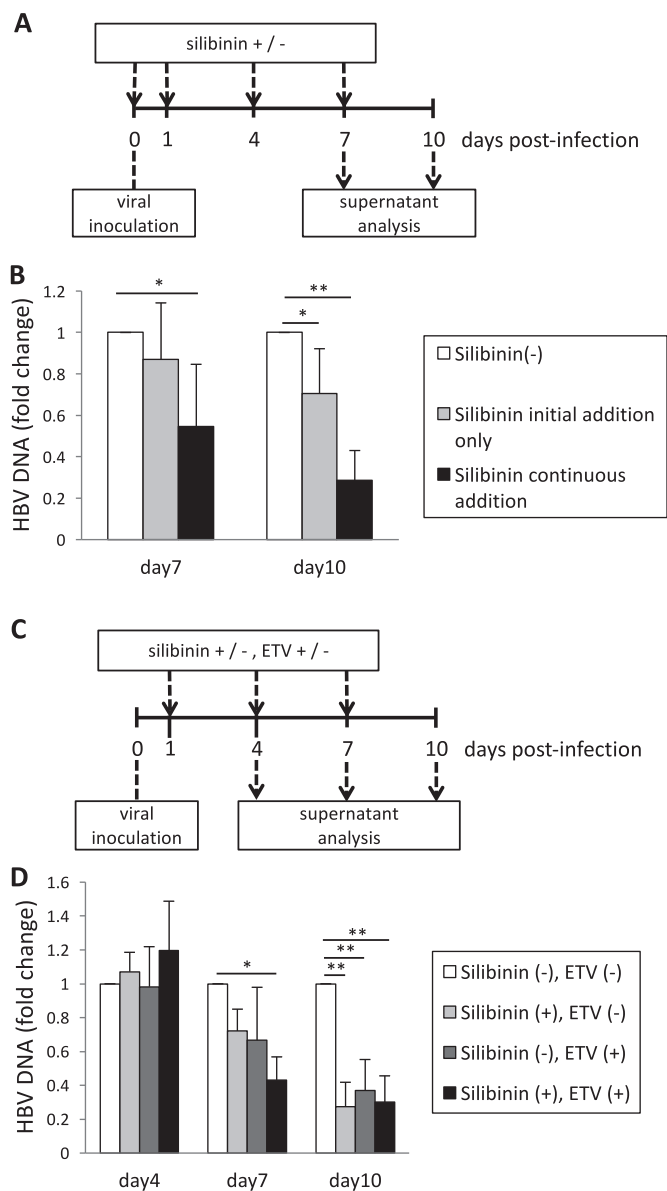 A
silibinin + / -
0 1 4 7 10 days post-infection
viral
inoculation
supernatant
analysis
B
HBV DNA (fold change)
1.2
1
0.8
0.6
0.4
0.2
0
*
**
*
day7 day10
Silibinin(-)
Silibinin initial addition
only
Silibinin continuous
addition
C
silibinin + / - , ETV + / -
0 1 4 7 10 days post-infection
viral
inoculation
supernatant
analysis
D
HBV DNA (fold change)
1.6
1.4
1.2
1
0.8
0.6
0.4
0.2
0
*
**
**
**
day4 day7 day10
Silibinin (-), ETV (-)
Silibinin (+), ETV (-)
Silibinin (-), ETV (+)
Silibinin (+), ETV (+)